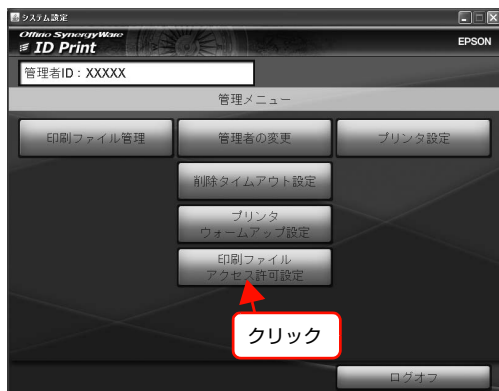 システム設定
Offirio SynergyWare
ID Print
EPSON
管理者ID：XXXXX
管理メニュー
印刷ファイル管理
管理者の変更
プリンタ設定
削除タイムアウト設定
プリンタ
ウォームアップ設定
印刷ファイル
アクセス許可設定
クリック
ログオフ